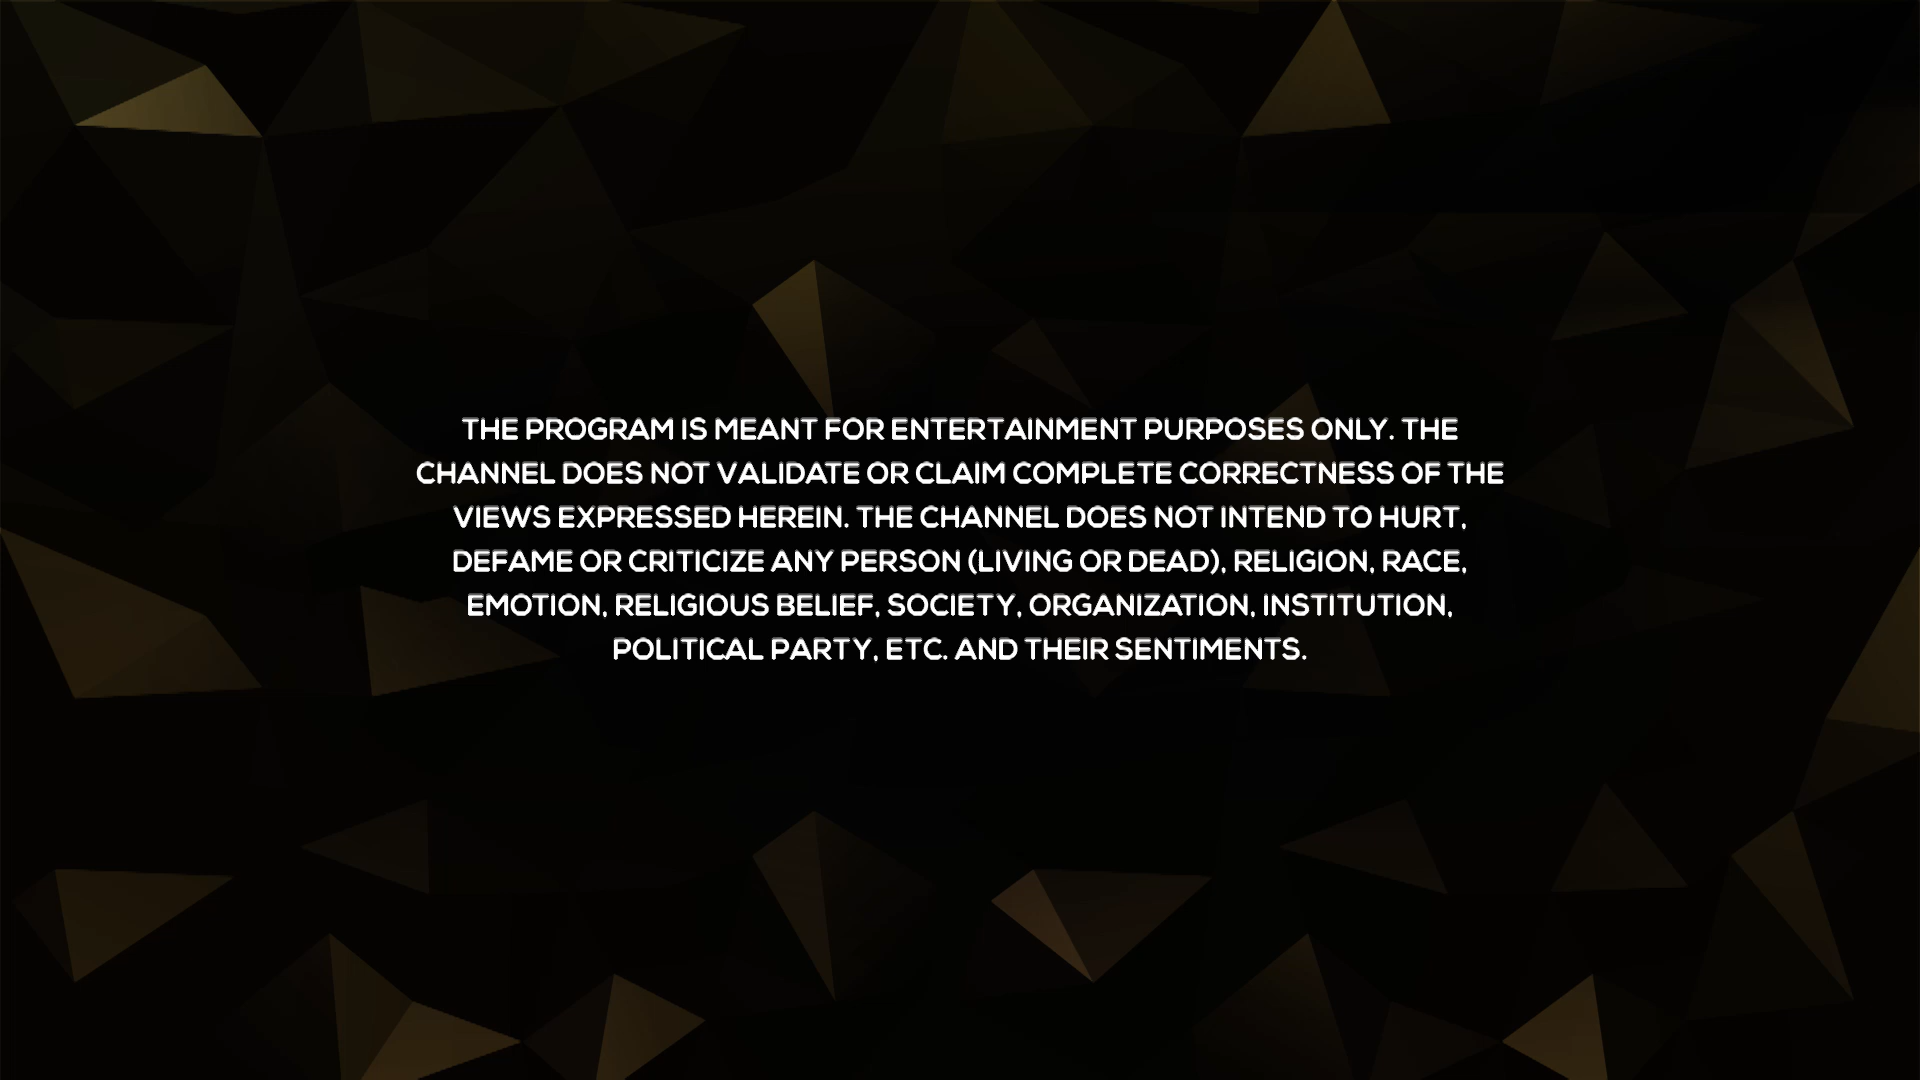 THE PROGRAM IS MEANT FOR ENTERTAINMENT PURPOSES ONLY. THE
CHANNEL DOES NOT VALIDATE OR CLAIM COMPLETE CORRECTNESS OF THE
VIEWS EXPRESSED HEREIN. THE CHANNEL DOES NOT INTEND TO HURT,
DEFAME OR CRITICIZE ANY PERSON (LIVING OR DEAD), RELIGION, RACE,
EMOTION, RELIGIOUS BELIEF, SOCIETY, ORGANIZATION, INSTITUTION,
POLITICAL PARTY, ETC. AND THEIR SENTIMENTS.